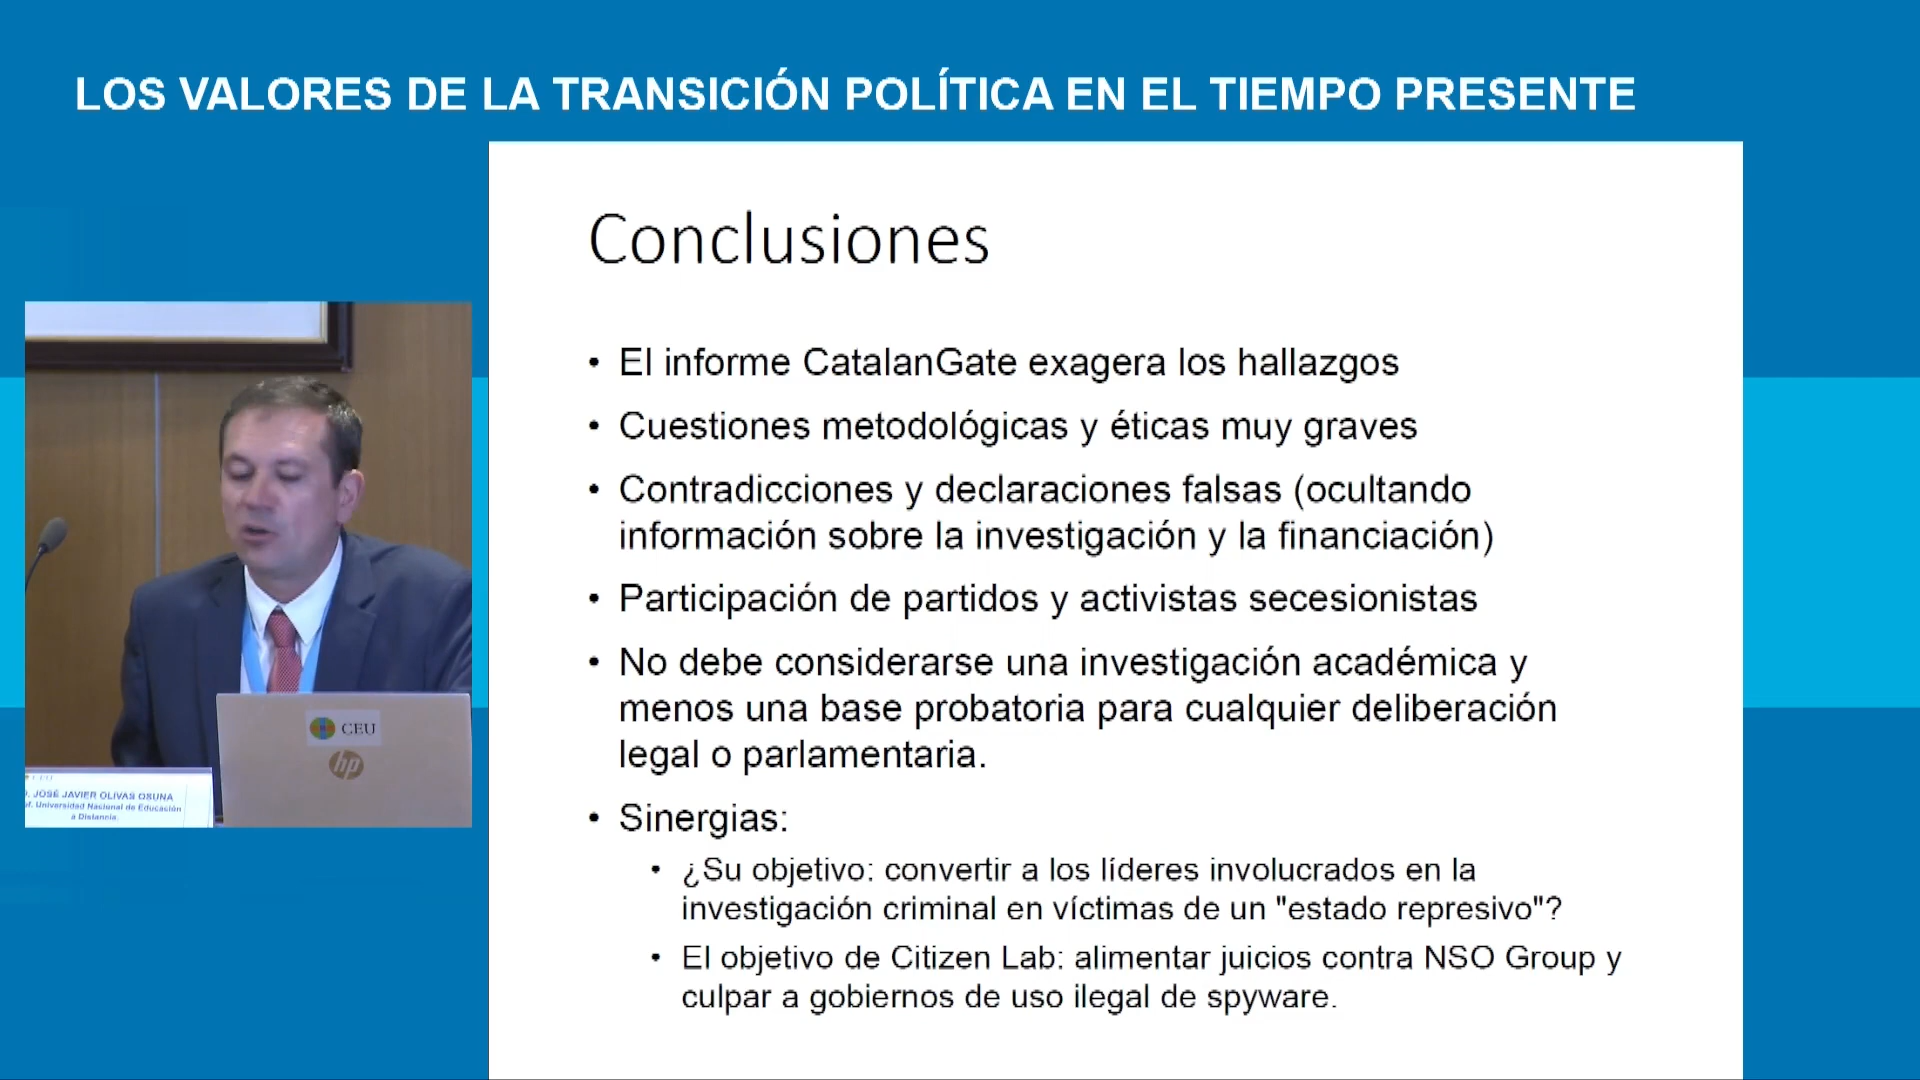 LOS VALORES DE LA TRANSICIÓN POLÍTICA EN EL TIEMPO PRESENTE
Conclusiones
• El informe CatalanGate exagera los hallazgos
• Cuestiones metodológicas y éticas muy graves
• Contradicciones y declaraciones falsas (ocultando
información sobre la investigación y la financiación)
• Participación de partidos y activistas secesionistas
• No debe considerarse una investigación académica y
menos una base probatoria para cualquier deliberación
legal o parlamentaria.
• Sinergias:
• ¿Su objetivo: convertir a los líderes involucrados en la
investigación criminal en víctimas de un "estado represivo"?
• El objetivo de Citizen Lab: alimentar juicios contra NSO Group y
culpar a gobiernos de uso ilegal de spyware.
CEU
hp
CEU
. JOSÉ JAVIER OLIVAS OSUNA
f. Universidad Nacional de Educación
a Distancia.